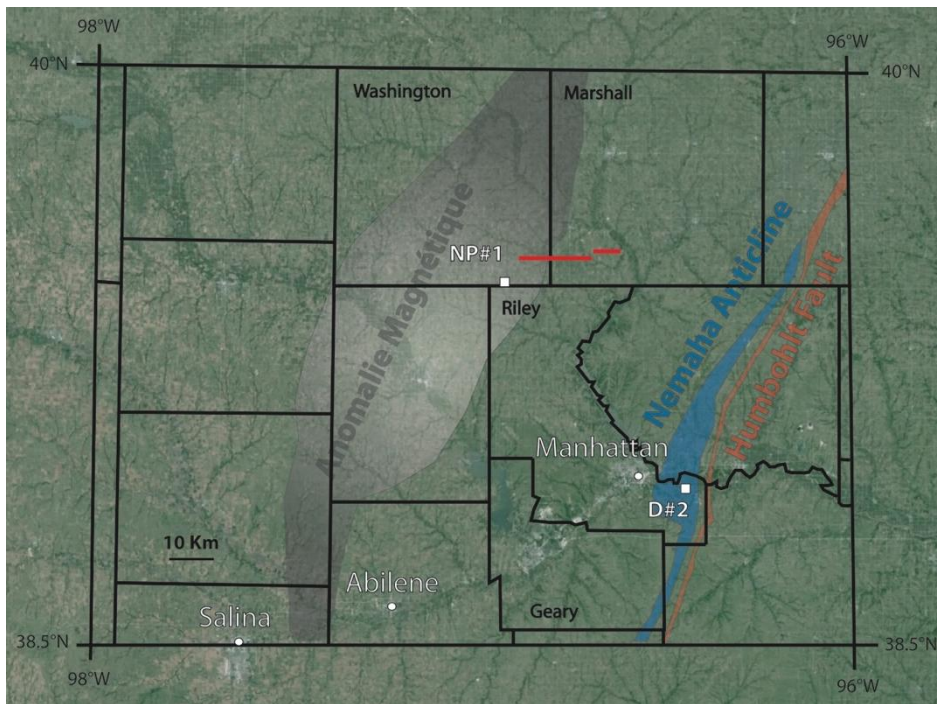 98°W
96°W
40°N
40°N
Washington
Marshall
NP#1
Anomalie Magnétique
Riley
Nemaha Anticline
Humbohlt Fault
Manhattan
D#2
10 Km
Abilene
Geary
Salina
38.5°N
38.5°N
98°W
96°W